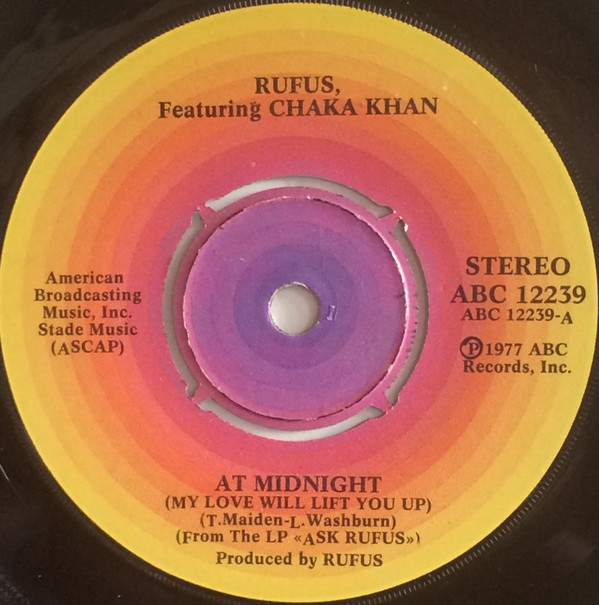 RUFUS,
Featuring CHAKA KHAN
American
Broadcasting
Music, Inc.
Stade Music
(ASCAP)
STEREO
ABC 12239
ABC 12239-A
Ⓟ1977 ABC
Records, Inc.
AT MIDNIGHT
(MY LOVE WILL LIFT YOU UP)
(T.Maiden-L.Washburn)
(From The LP «ASK RUFUS»)
Produced by RUFUS